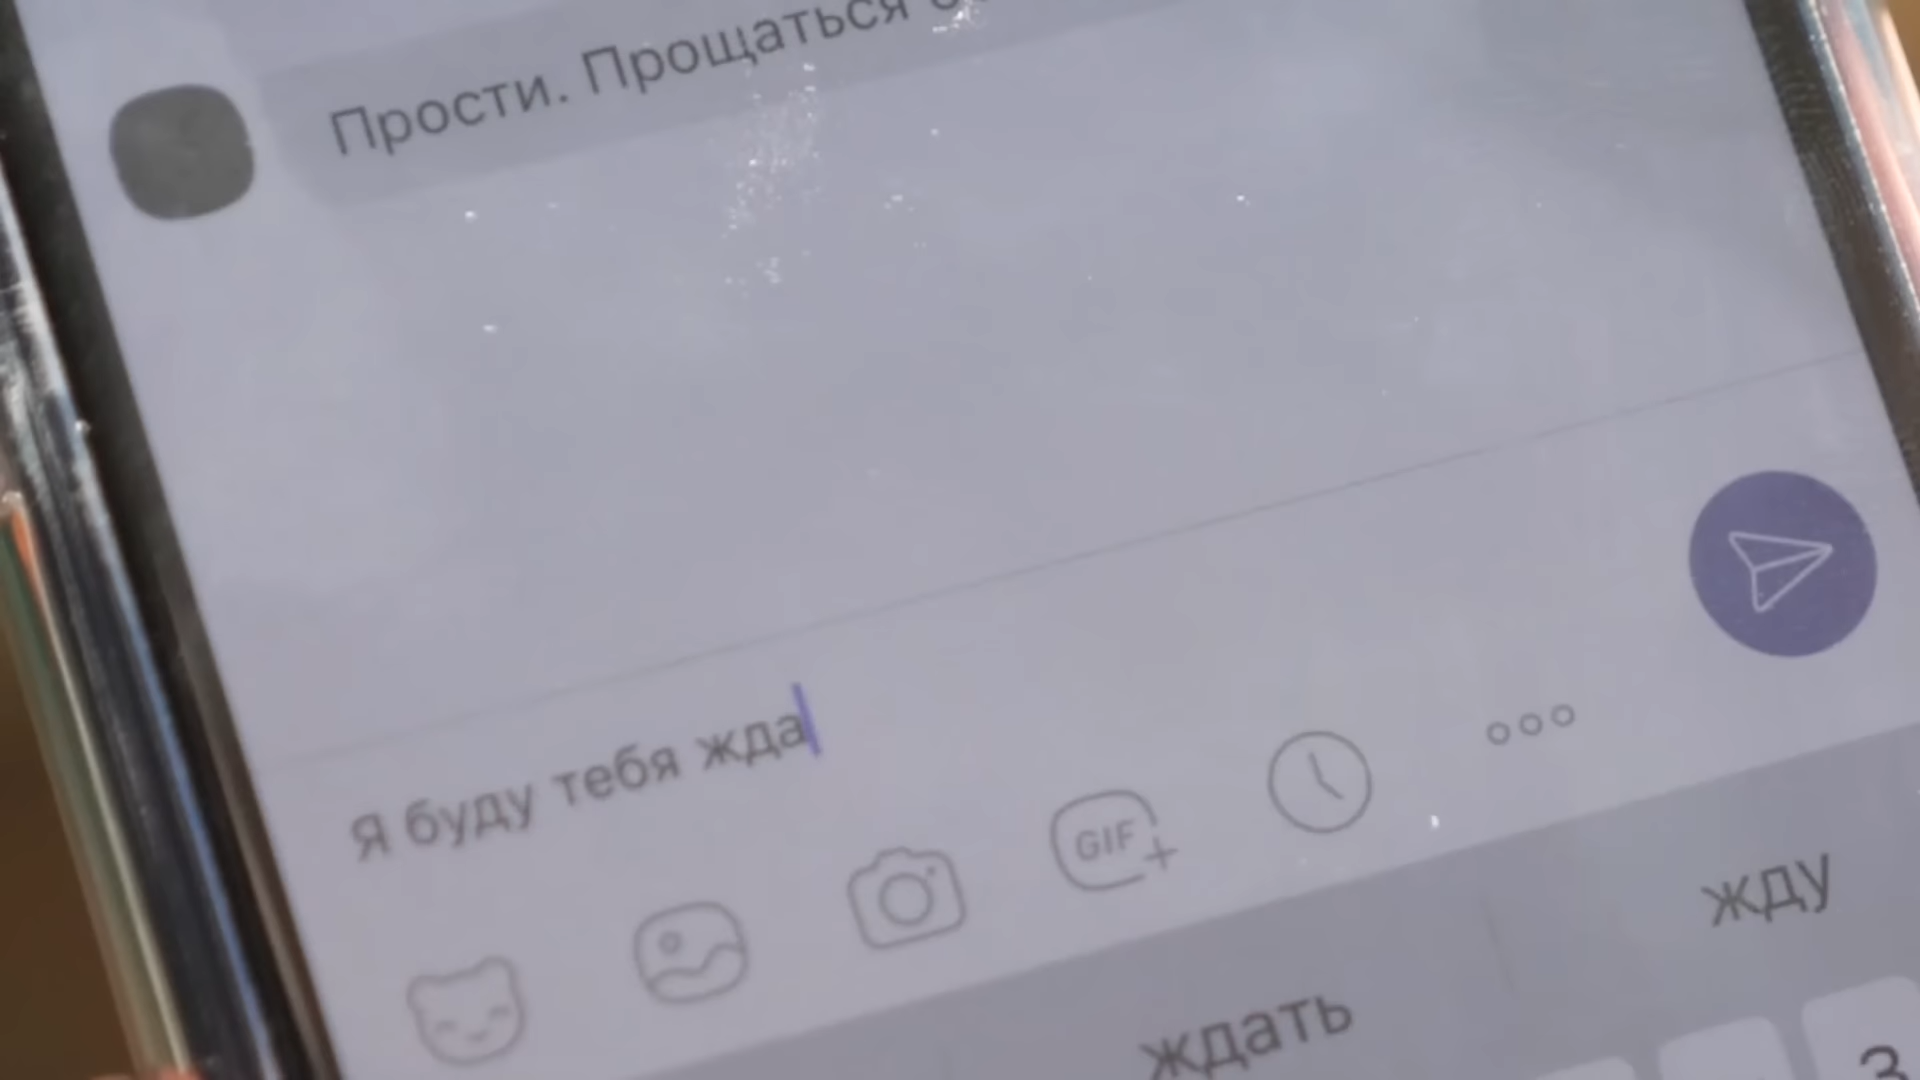 Прости. Прощаться
Я буду тебя жда
GIF
жду
ждать
З